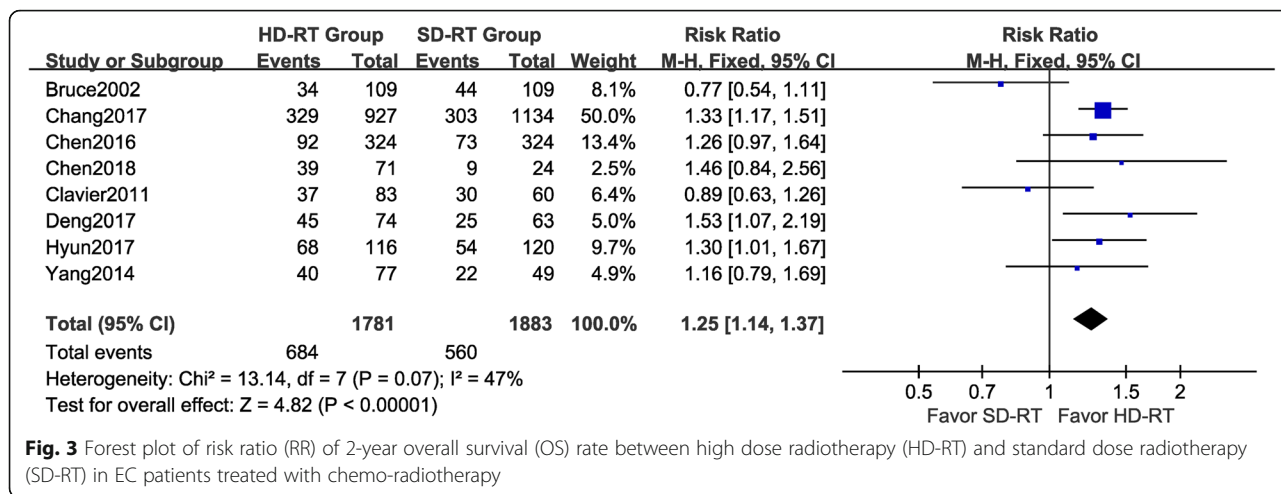 HD-RT Group SD-RT Group Risk Ratio Risk Ratio
Study or Subgroup Events Total Events Total Weight M-H, Fixed, 95% CI M-H, Fixed, 95% CI
Bruce2002 34 109 44 109 8.1% 0.77 [0.54, 1.11]
Chang2017 329 927 303 1134 50.0% 1.33 [1.17, 1.51]
Chen2016 92 324 73 324 13.4% 1.26 [0.97, 1.64]
Chen2018 39 71 9 24 2.5% 1.46 [0.84, 2.56]
Clavier2011 37 83 30 60 6.4% 0.89 [0.63, 1.26]
Deng2017 45 74 25 63 5.0% 1.53 [1.07, 2.19]
Hyun2017 68 116 54 120 9.7% 1.30 [1.01, 1.67]
Yang2014 40 77 22 49 4.9% 1.16 [0.79, 1.69]
Total (95% CI) 1781 1883 100.0% 1.25 [1.14, 1.37]
Total events 684 560
Heterogeneity: Chi² = 13.14, df = 7 (P = 0.07); I² = 47%
Test for overall effect: Z = 4.82 (P < 0.00001)
0.5 0.7 1 1.5 2
Favor SD-RT Favor HD-RT
Fig. 3 Forest plot of risk ratio (RR) of 2-year overall survival (OS) rate between high dose radiotherapy (HD-RT) and standard dose radiotherapy
(SD-RT) in EC patients treated with chemo-radiotherapy